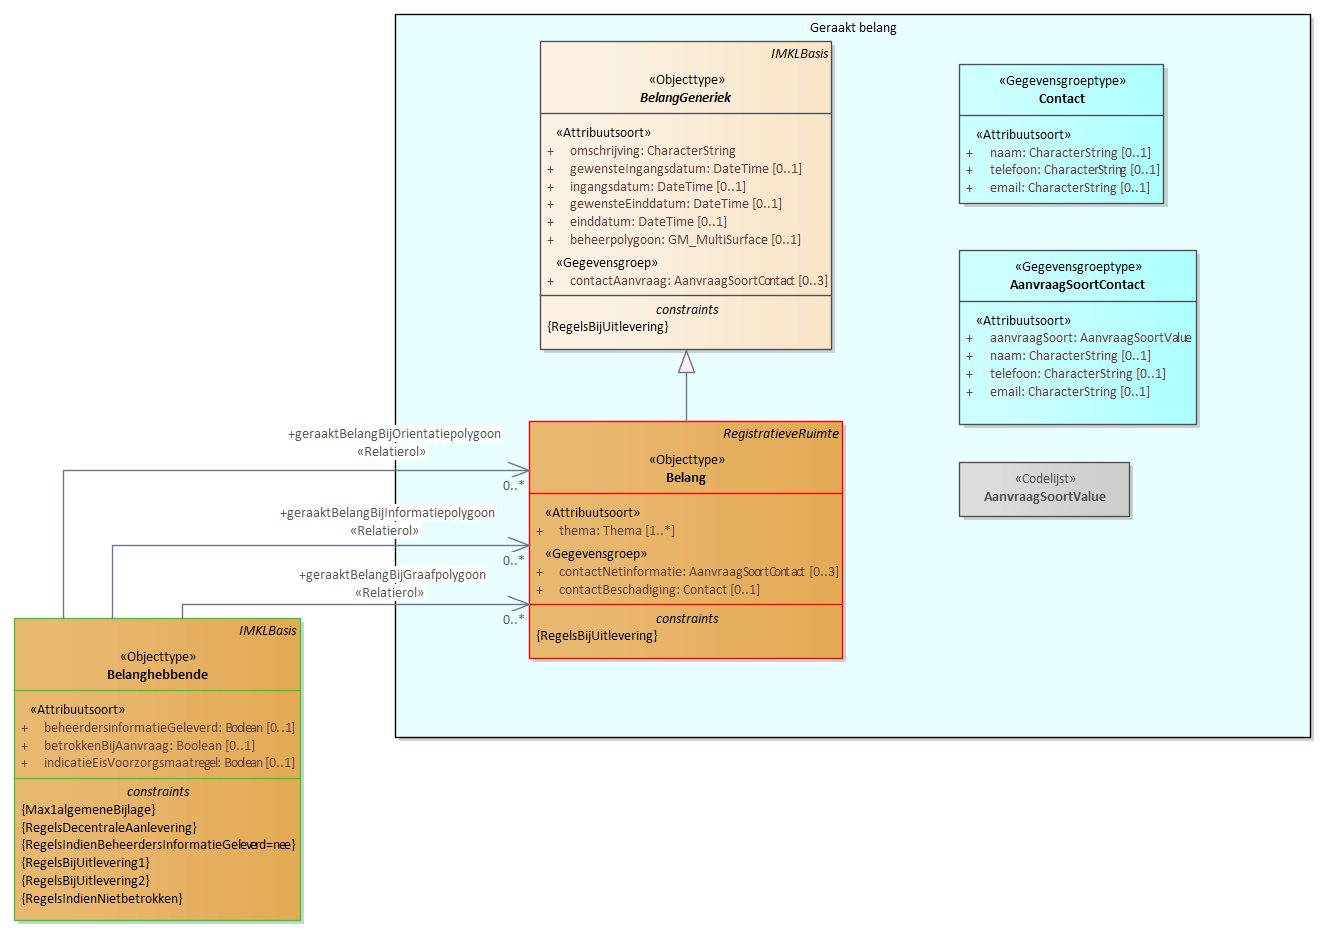 Geraakt belang
IMKLBasis
«Objecttype»
BelangGeneriek
«Attribuutsoort»
+ omschrijving: CharacterString
+ gewensteIngangsdatum: DateTime [0..1]
+ ingangsdatum: DateTime [0..1]
+ gewensteEinddatum: DateTime [0..1]
+ einddatum: DateTime [0..1]
+ beheerpolygoon: GM_MultiSurface [0..1]
«Gegevensgroep»
+ contactAanvraag: AanvraagSoortContact [0..3]
constraints
{RegelsBijUitlevering}
«Gegevensgroeptype»
Contact
«Attribuutsoort»
+ naam: CharacterString [0..1]
+ telefoon: CharacterString [0..1]
+ email: CharacterString [0..1]
«Gegevensgroeptype»
AanvraagSoortContact
«Attribuutsoort»
+ aanvraagSoort: AanvraagSoortValue
+ naam: CharacterString [0..1]
+ telefoon: CharacterString [0..1]
+ email: CharacterString [0..1]
«Codelijst»
AanvraagSoortValue
RegistratieveRuimte
«Objecttype»
Belang
«Attribuutsoort»
+ thema: Thema [1..*]
«Gegevensgroep»
+ contactNetinformatie: AanvraagSoortContact [0..3]
+ contactBeschadiging: Contact [0..1]
constraints
{RegelsBijUitlevering}
+geraaktBelangBijOrientatiepolygoon
«Relatierol»
0..*
+geraaktBelangBijInformatiepolygoon
«Relatierol»
0..*
+geraaktBelangBijGraafpolygoon
«Relatierol»
0..*
IMKLBasis
«Objecttype»
Belanghebbende
«Attribuutsoort»
+ beheerdersinformatieGeleverd: Boolean [0..1]
+ betrokkenBijAanvraag: Boolean [0..1]
+ indicatieEisVoorzorgsmaatregel: Boolean [0..1]
constraints
{Max1algemeneBijlage}
{RegelsDecentraleAanlevering}
{RegelsIndienBeheerdersInformatieGeleverd=nee}
{RegelsBijUitlevering1}
{RegelsBijUitlevering2}
{RegelsIndienNietbetrokken}